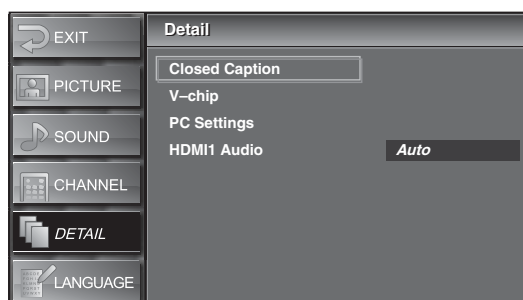 EXIT
PICTURE
SOUND
CHANNEL
DETAIL
LANGUAGE
Detail
Closed Caption
V–chip
PC Settings
HDMI1 Audio Auto